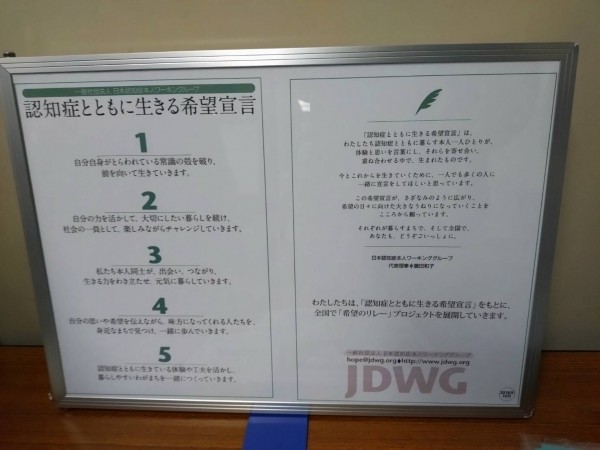 一般社団法人 日本認知症本人ワーキンググループ
認知症とともに生きる希望宣言
1
自分自身がとらわれている常識の殻を破り、
前を向いて生きていきます。
2
自分の力を活かして、大切にしたい暮らしを続け、
社会の一員として、楽しみながらチャレンジしていきます。
3
私たち本人同士が、出会い、つながり、
生きる力をわき立たせ、元気に暮らしていきます。
4
自分の思いや希望を伝えながら、味方になってくれる人たちを、
身近なまちで見つけ、一緒に歩んでいきます。
5
認知症とともに生きている体験や工夫を活かし、
暮らしやすいわがまちを一緒につくっていきます。
「認知症とともに生きる希望宣言」は、
わたしたち認知症とともに暮らす本人一人ひとりが、
体験と思いを言葉にし、それらを寄せ合い、
重ね合わせる中で、生まれたものです。
今とこれからを生きていくために、一人でも多くの人に
一緒に宣言をしてほしいと思っています。
この希望宣言が、さざなみのように広がり、
希望の日々に向けた大きなうねりになっていくことを
こころから願っています。
それぞれが暮らすまちで、そして全国で、
あなたも、どうぞごいっしょに。
日本認知症本人ワーキンググループ
代表理事◆藤田和子
わたしたちは、「認知症とともに生きる希望宣言」をもとに、
全国で「希望のリレー」プロジェクトを展開していきます。
一般社団法人 日本認知症本人ワーキンググループ
hope@jdwg.org◆http://www.jdwg.org
JDWG